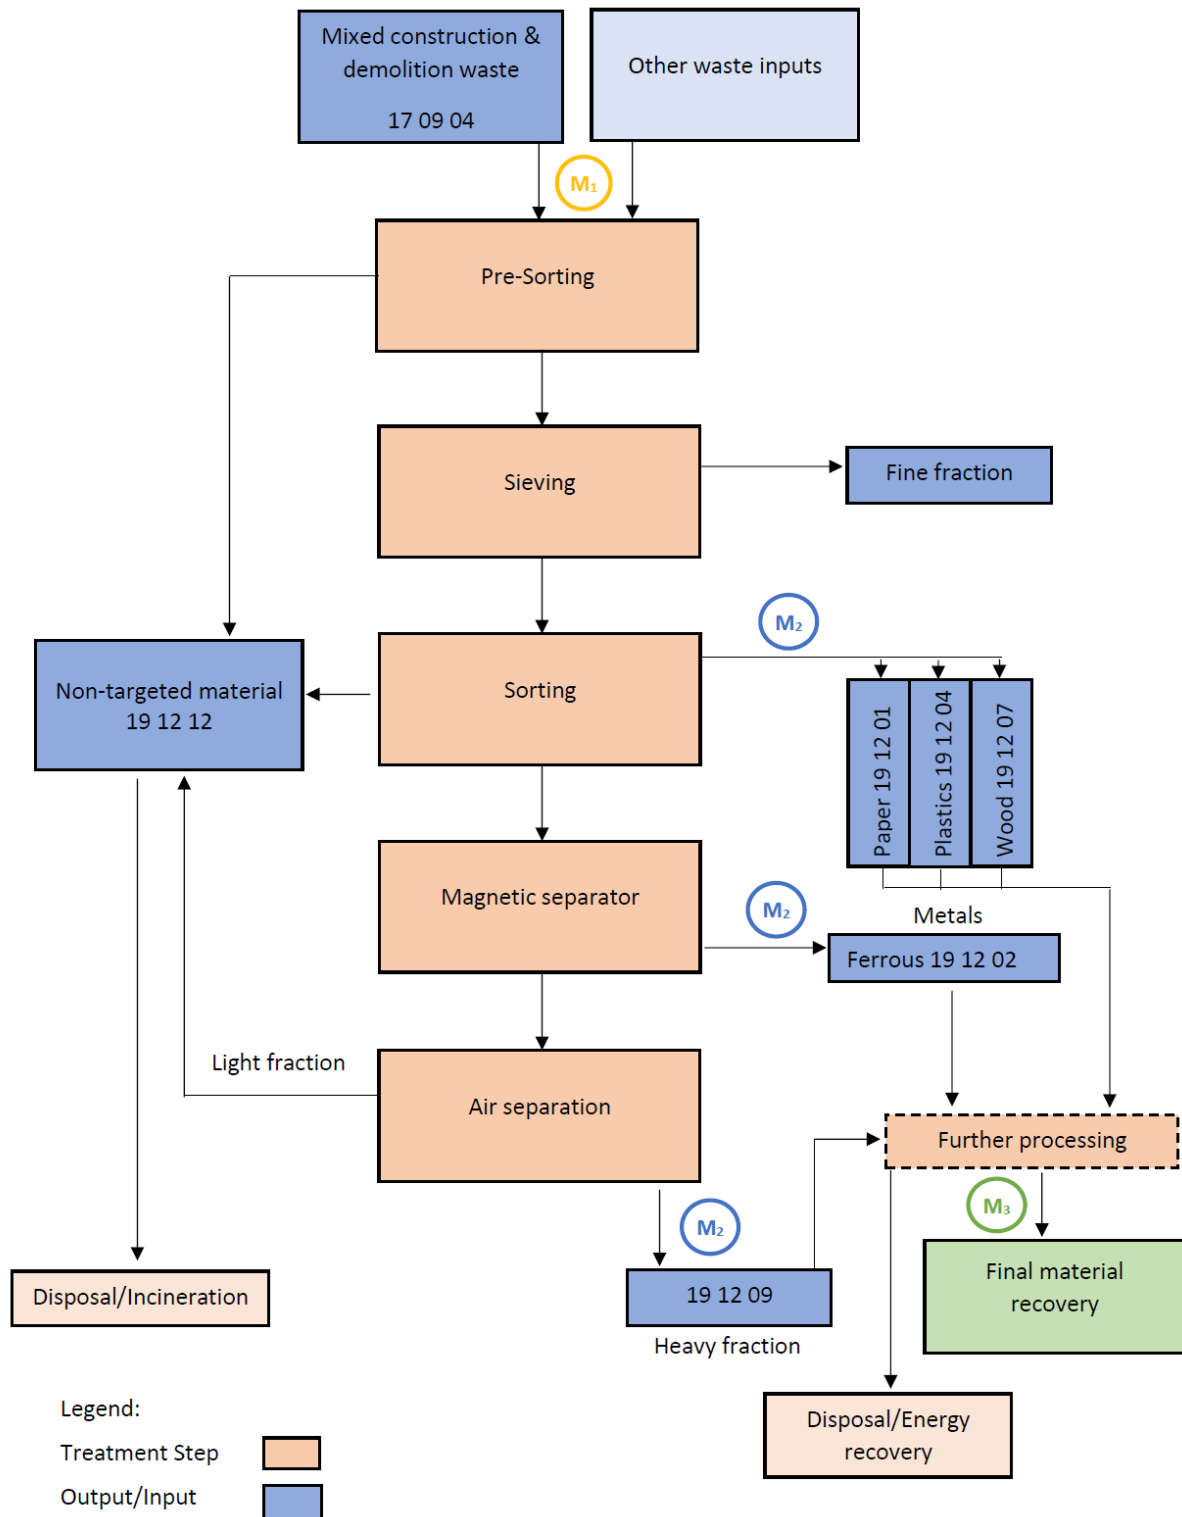 Mixed construction &
demolition waste
17 09 04
Other waste inputs
M₁
Pre-Sorting
Sieving
Fine fraction
M₂
Non-targeted material
19 12 12
Sorting
Paper 19 12 01
Plastics 19 12 04
Wood 19 12 07
Magnetic separator
M₂
Metals
Ferrous 19 12 02
Light fraction
Air separation
Further processing
M₂
M₃
Disposal/Incineration
19 12 09
Heavy fraction
Final material
recovery
Disposal/Energy
recovery
Legend:
Treatment Step
Output/Input